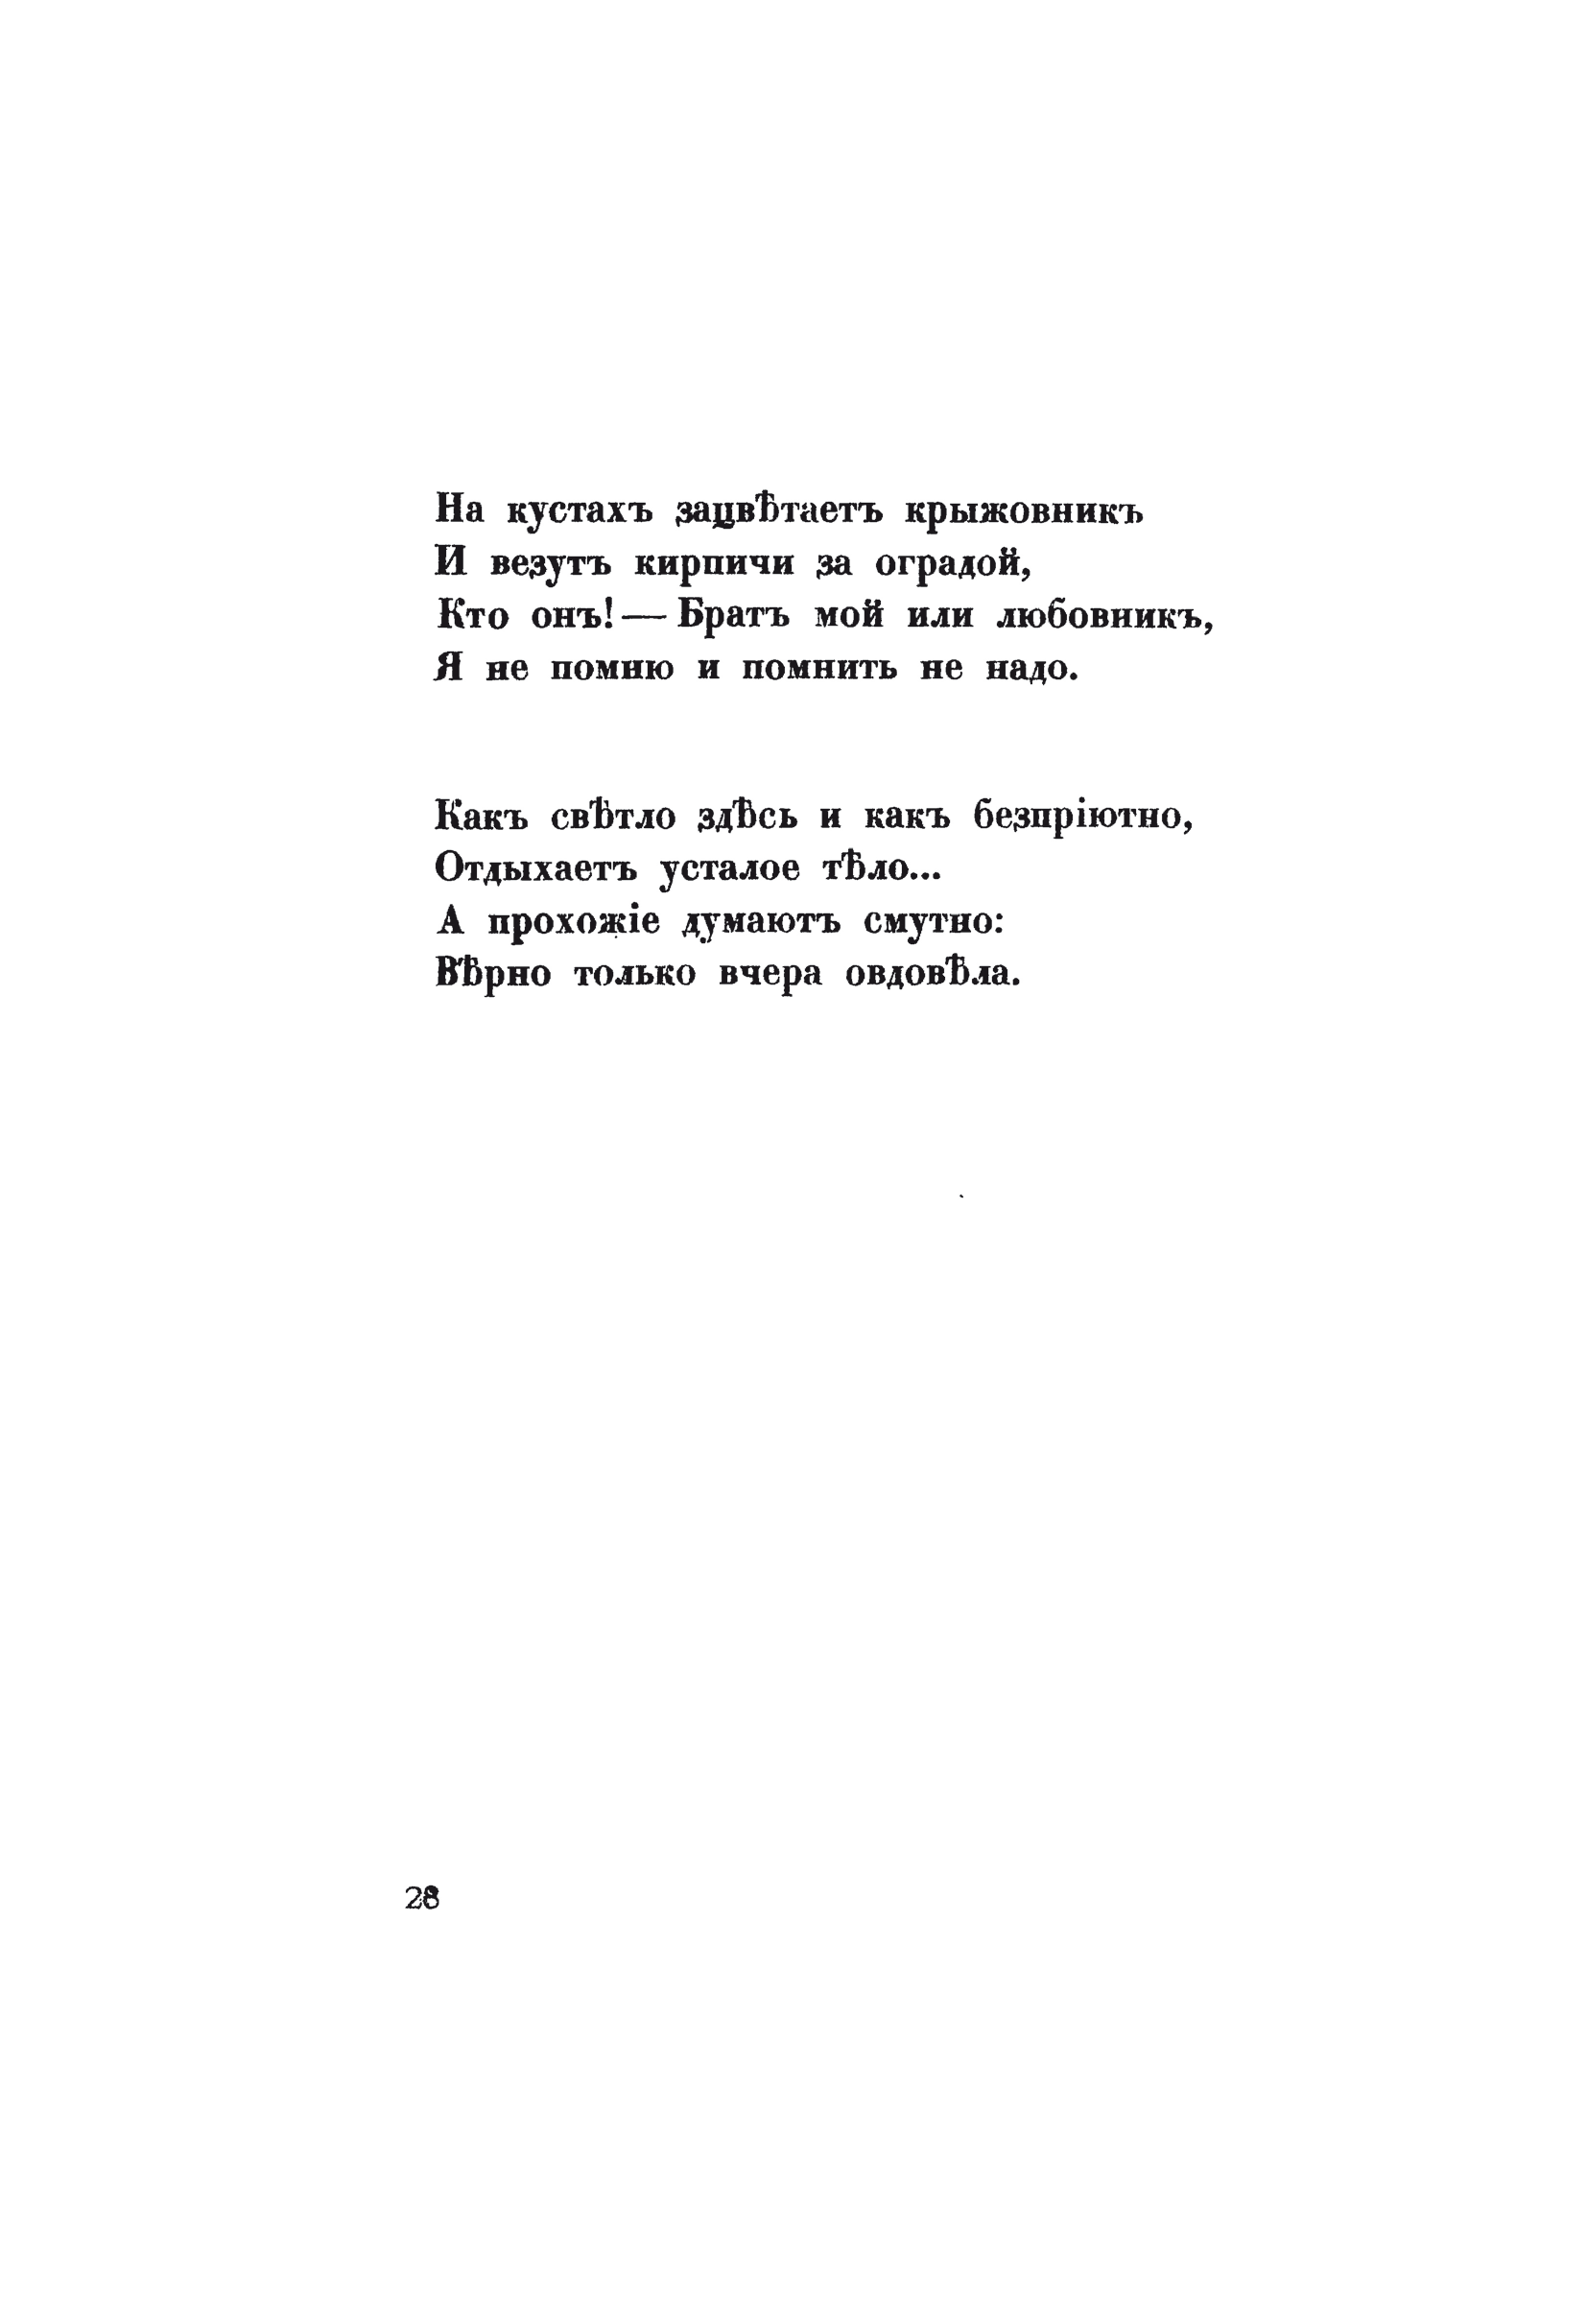 На кустахъ зацвѣтаетъ крыжовникъ
И везутъ кирпичи за оградой,
Кто онъ! — Братъ мой или любовникъ,
Я не помню и помнить не надо.
Какъ свѣтло здѣсь и какъ безпріютно,
Отдыхаетъ усталое тѣло...
А прохожіе думаютъ смутно:
Вѣрно только вчера овдовѣла.
28